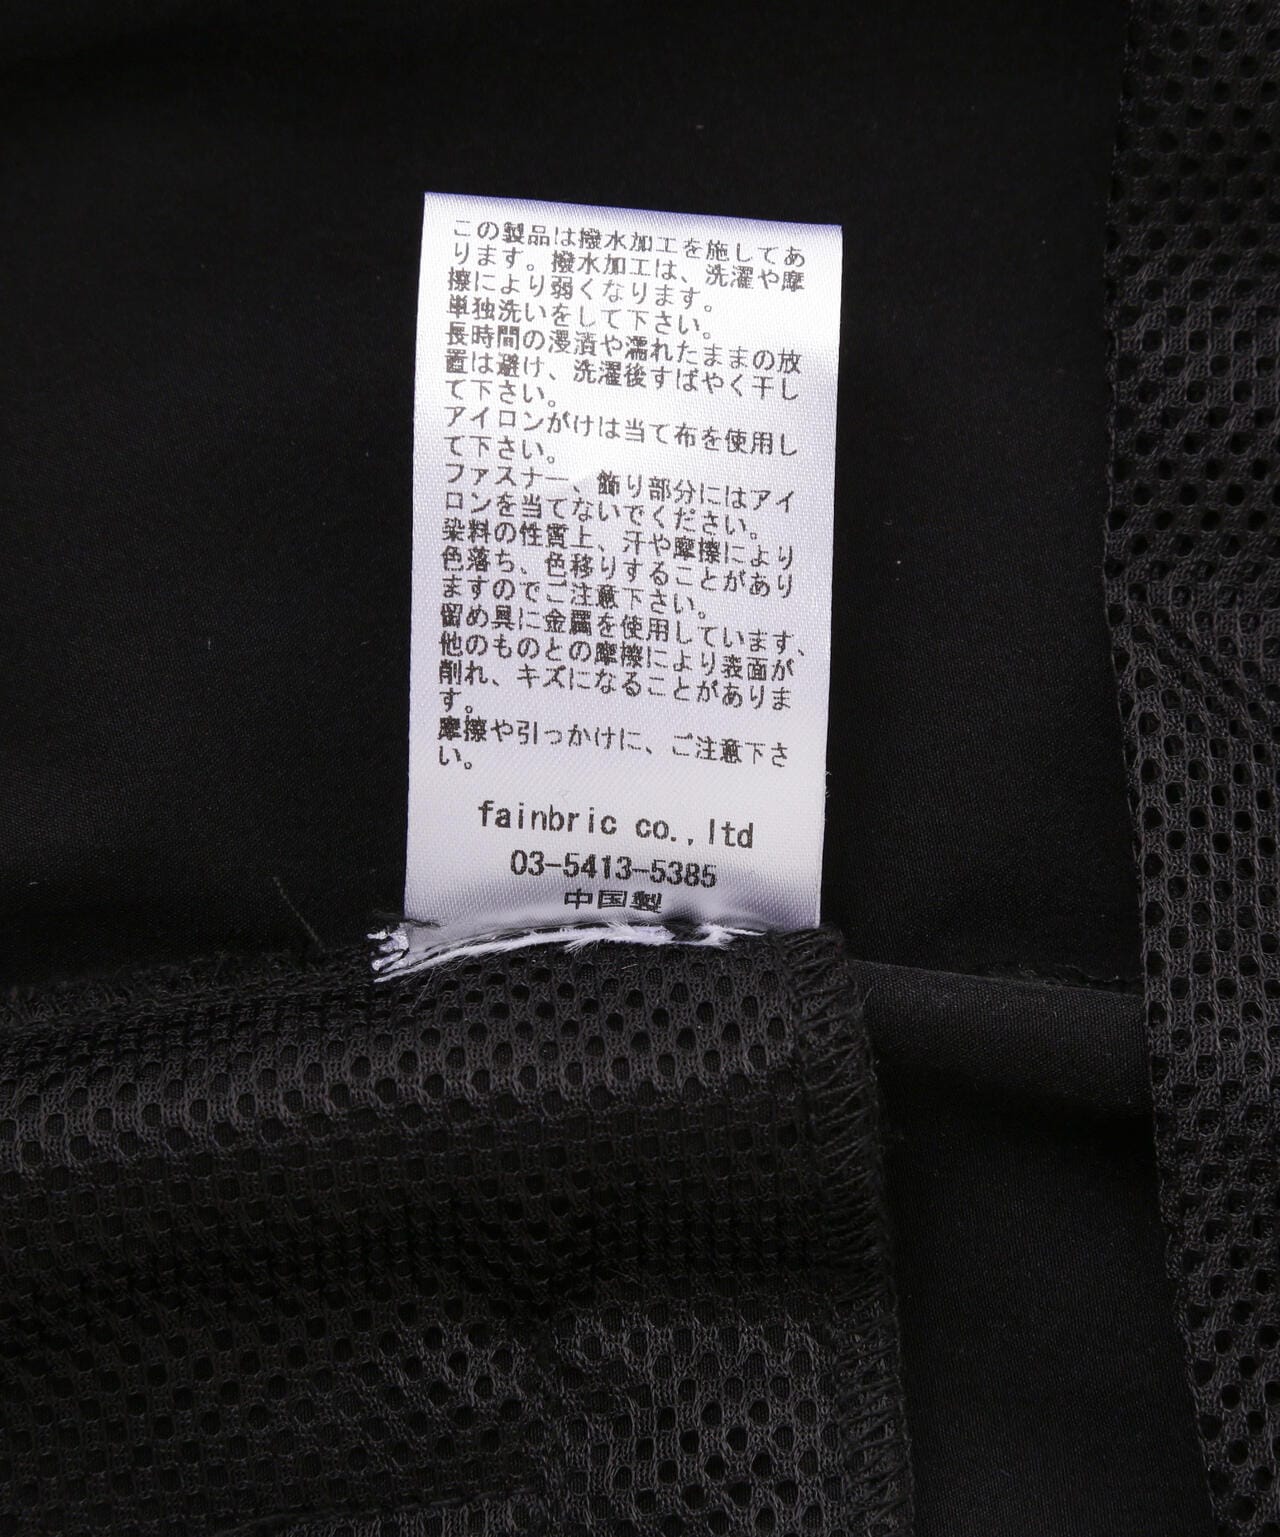 この製品は撥水加工を施してあ
ります。撥水加工は、洗濯や摩
擦により弱くなります。
単独洗いをして下さい。
長時間の浸漬や濡れたままの放
置は避け、洗濯後すばやく干し
て下さい。
アイロンがけは当て布を使用し
て下さい。
ファスナー、飾り部分にはアイ
ロンを当てないでください。
染料の性質上、汗や摩擦により
色落ち、色移りすることがあり
ますのでご注意下さい。
留め具に金属を使用しています、
他のものとの摩擦により表面が
削れ、キズになることがありま
す。
摩擦や引っかけに、ご注意下さ
い。
fainbric co.,ltd
03-5413-5385
中国製